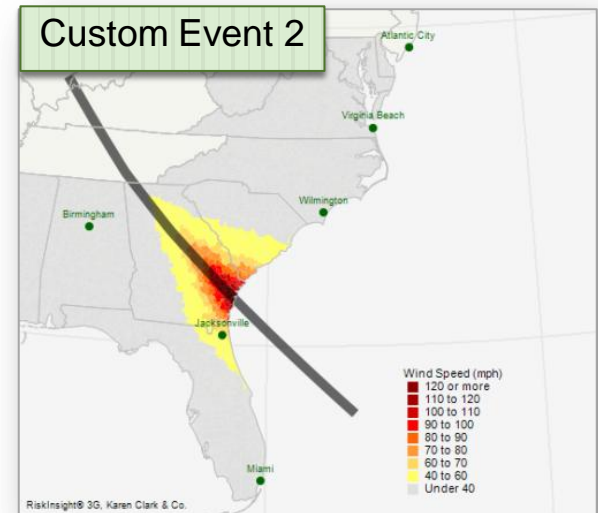 Custom Event 2
Atlantic City
Virginia Beach
Wilmington
Birmingham
Jacksonville
Wind Speed (mph)
120 or more
110 to 120
100 to 110
90 to 100
80 to 90
70 to 80
60 to 70
40 to 60
Under 40
Miami
RiskInsight® 3G, Karen Clark & Co.